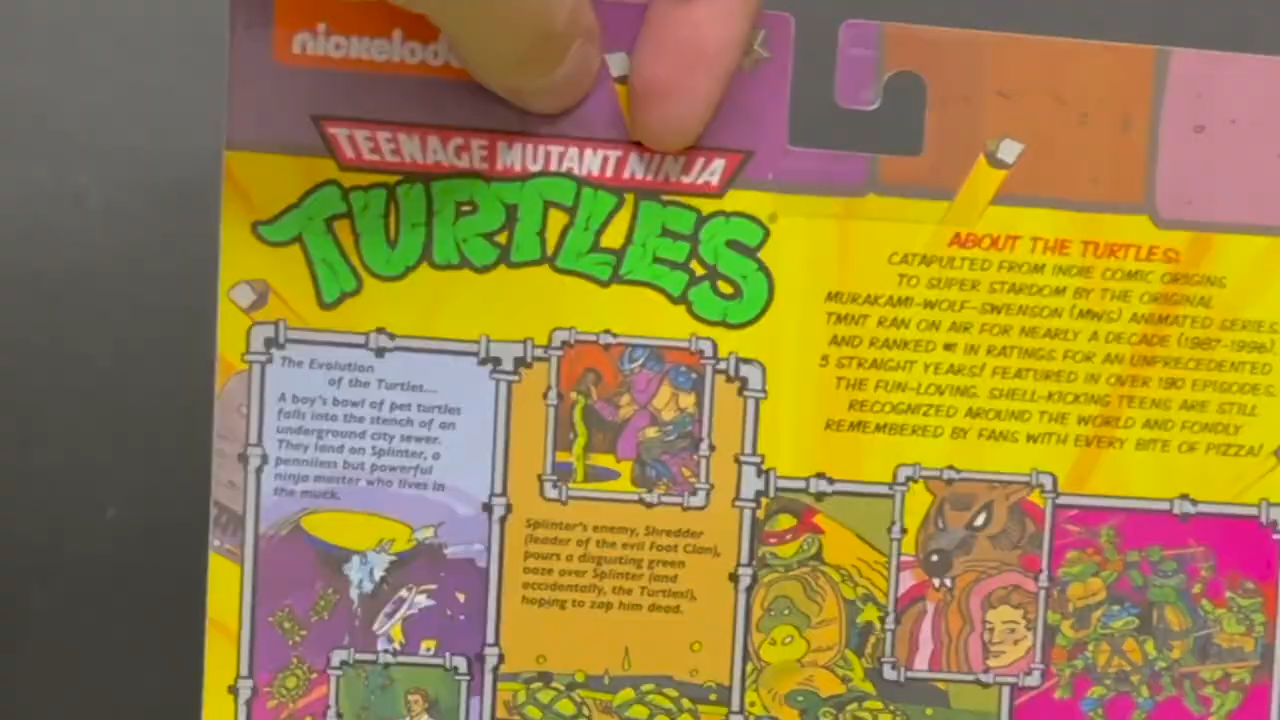 nickelod
TEENAGE MUTANT NINJA
TURTLES
ABOUT THE TURTLES:
CATAPULTED FROM INDIE COMIC ORIGINS
TO SUPER STARDOM BY THE ORIGINAL
MURAKAMI-WOLF-SWENSON (MWS) ANIMATED SERIES,
TMNT RAN ON AIR FOR NEARLY A DECADE (1987-1996),
AND RANKED #1 IN RATINGS FOR AN UNPRECEDENTED
5 STRAIGHT YEARS! FEATURED IN OVER 190 EPISODES,
THE FUN-LOVING, SHELL-KICKING TEENS ARE STILL
RECOGNIZED AROUND THE WORLD AND FONDLY
REMEMBERED BY FANS WITH EVERY BITE OF PIZZA!
The Evolution
of the Turtles...
A boy's bowl of pet turtles
falls into the stench of an
underground city sewer.
They land on Splinter, a
penniless but powerful
ninja master who lives in
the muck.
Splinter's enemy, Shredder
(leader of the evil Foot Clan),
pours a disgusting green
ooze over Splinter (and
accidentally, the Turtles!),
hoping to zap him dead.